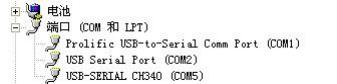 电池
端口 (COM 和 LPT)
Prolific USB-to-Serial Comm Port (COM1)
USB Serial Port (COM2)
USB-SERIAL CH340 (COM5)